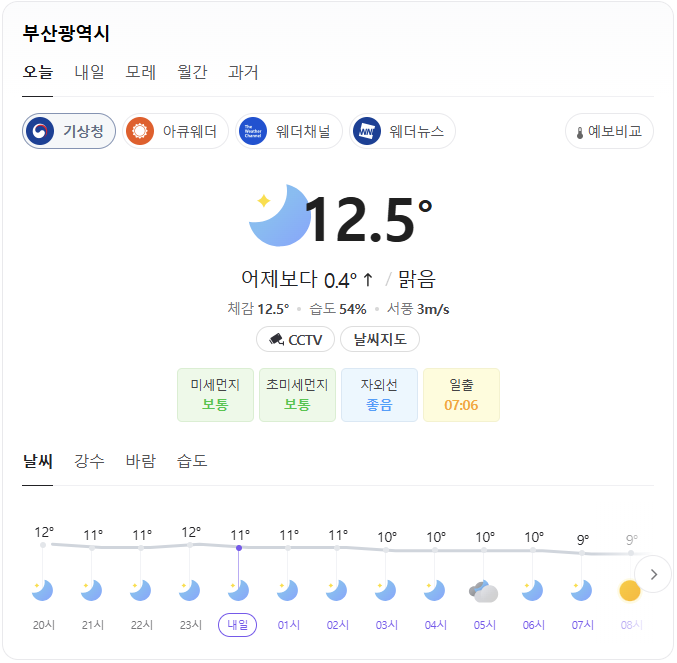 부산광역시
오늘 내일 모레 월간 과거
기상청 The Weather Channel 아큐웨더 웨더채널 WNI 웨더뉴스 예보비교
12.5°
어제보다 0.4° ↑ / 맑음
체감 12.5° • 습도 54% • 서풍 3m/s
CCTV 날씨지도
미세먼지 초미세먼지 자외선 일출
보통 보통 좋음 07:06
날씨 강수 바람 습도
12° 11° 11° 12° 11° 11° 11° 10° 10° 10° 10° 9° 9°
20시 21시 22시 23시 내일 01시 02시 03시 04시 05시 06시 07시 08시